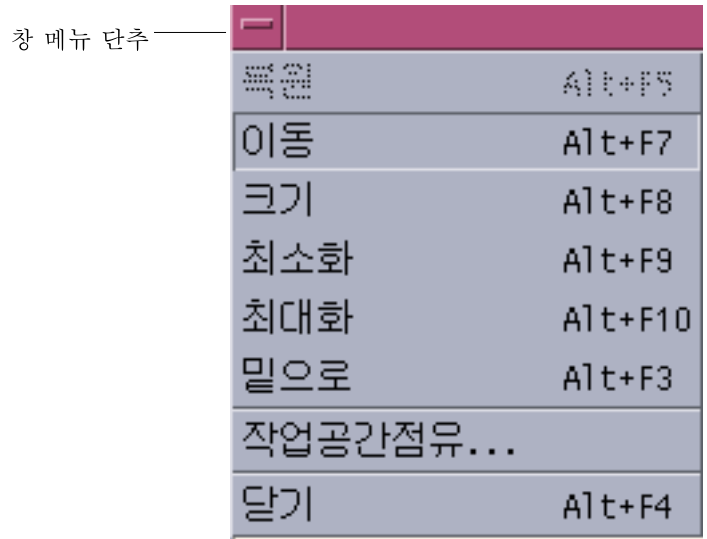 창 메뉴 단추
복원 Alt+F5
이동 Alt+F7
크기 Alt+F8
최소화 Alt+F9
최대화 Alt+F10
밑으로 Alt+F3
작업공간점유...
닫기 Alt+F4